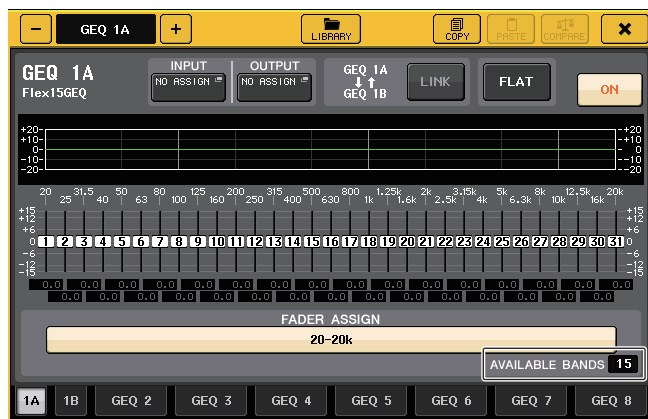 − GEQ 1A + LIBRARY COPY PASTE COMPARE ×
GEQ 1A
Flex15GEQ
INPUT
NO ASSIGN
OUTPUT
NO ASSIGN
GEQ 1A
↓↑
GEQ 1B
LINK
FLAT
ON
+20 +20
+10 +10
0 0
-10 -10
-20 -20
20 31.5 50 80 125 200 315 500 800 1.25k 2k 3.15k 5k 8k 12.5k 20k
25 40 63 100 160 250 400 630 1k 1.6k 2.5k 4k 6.3k 10k 16k
+15 +15
+12 +12
+6 +6
0 1 2 3 4 5 6 7 8 9 10 11 12 13 14 15 16 17 18 19 20 21 22 23 24 25 26 27 28 29 30 31 0
-6 -6
-12 -12
-15 -15
0.0 0.0 0.0 0.0 0.0 0.0 0.0 0.0 0.0 0.0 0.0 0.0 0.0 0.0 0.0 0.0
0.0 0.0 0.0 0.0 0.0 0.0 0.0 0.0 0.0 0.0 0.0 0.0 0.0 0.0 0.0
FADER ASSIGN
20-20k
AVAILABLE BANDS 15
1A 1B GEQ 2 GEQ 3 GEQ 4 GEQ 5 GEQ 6 GEQ 7 GEQ 8